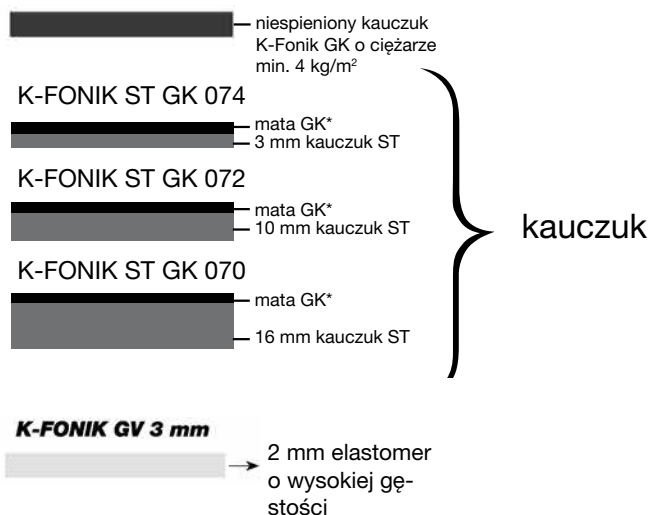 niespieniony kauczuk
K-Fonik GK o ciężarze
min. 4 kg/m²
K-FONIK ST GK 074
mata GK*
3 mm kauczuk ST
K-FONIK ST GK 072
mata GK*
10 mm kauczuk ST
K-FONIK ST GK 070
mata GK*
16 mm kauczuk ST
kauczuk
K-FONIK GV 3 mm
2 mm elastomer
o wysokiej gę-
stości